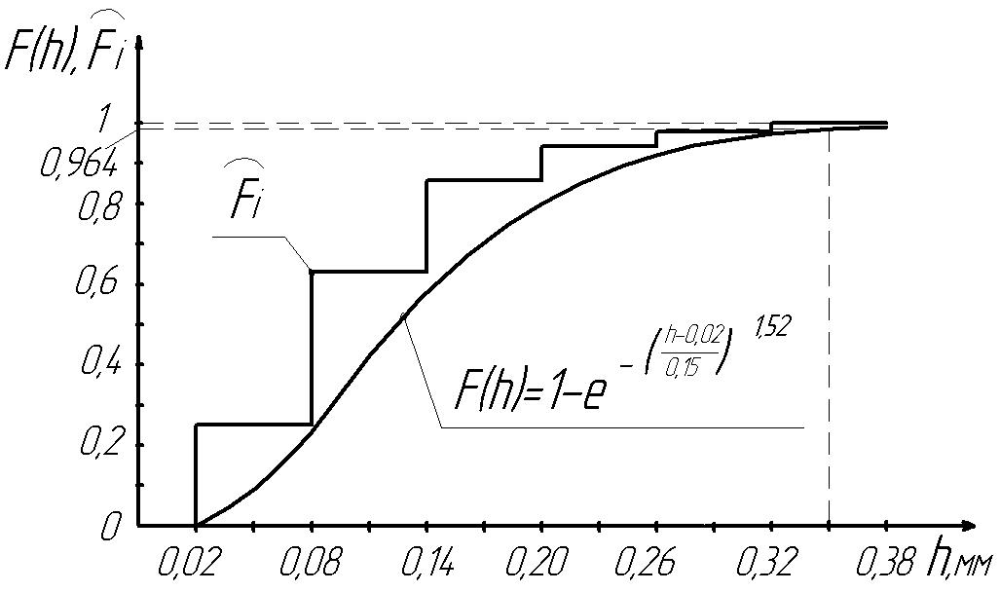 F(h), F̂i
1
0,964
0,8
0,6
0,4
0,2
0
F̂i
F(h)=1-e^-((h-0,02)/0,15)^1,52
0,02 0,08 0,14 0,20 0,26 0,32 0,38 h,мм